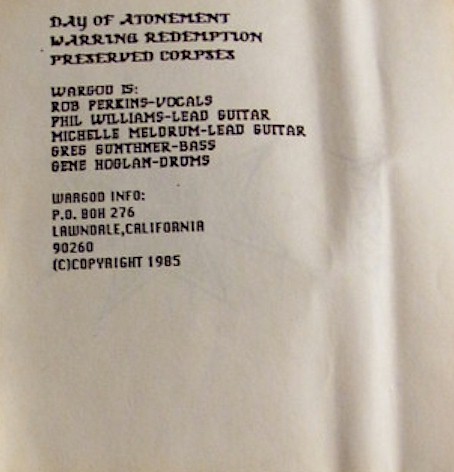 DAY OF ATONEMENT
WARRING REDEMPTION
PRESERVED CORPSES
WARGOD IS:
ROB PERKINS-VOCALS
PHIL WILLIAMS-LEAD GUITAR
MICHELLE MELDRUM-LEAD GUITAR
GREG GUNTHNER-BASS
GENE HOGLAN-DRUMS
WARGOD INFO:
P.O. BOX 276
LAWNDALE,CALIFORNIA
90260
(C)COPYRIGHT 1985